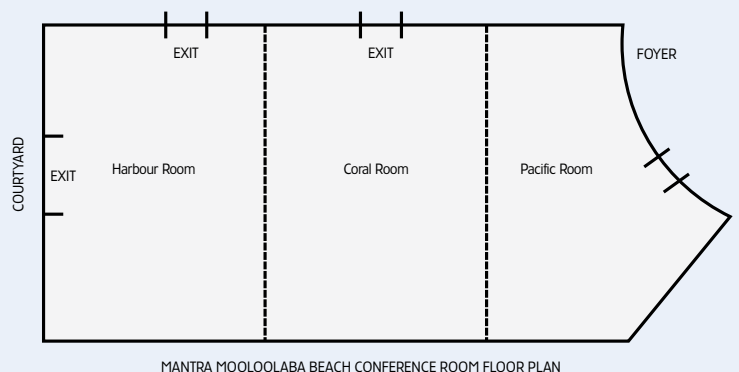 EXIT
EXIT
FOYER
COURTYARD
EXIT
Harbour Room
Coral Room
Pacific Room
MANTRA MOOLOOLABA BEACH CONFERENCE ROOM FLOOR PLAN